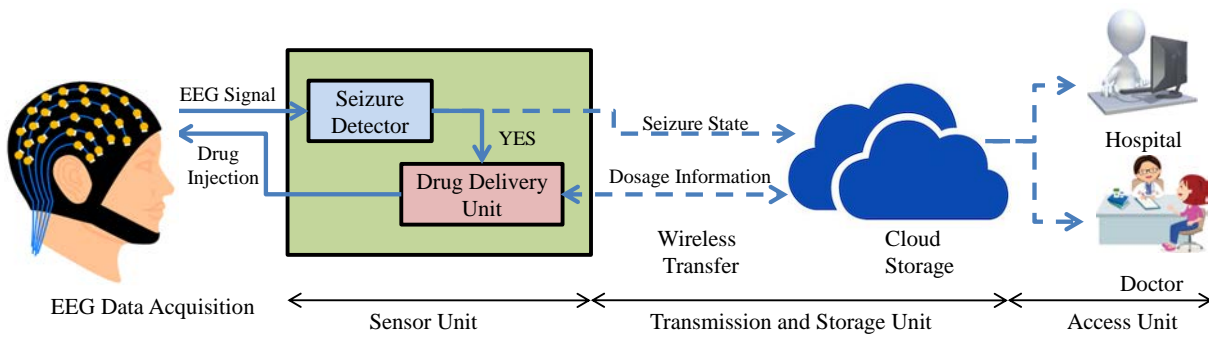 EEG Signal
Drug
Injection
EEG Data Acquisition
Seizure
Detector
YES
Drug Delivery
Unit
Sensor Unit
Seizure State
Dosage Information
Wireless
Transfer
Cloud
Storage
Transmission and Storage Unit
Hospital
Doctor
Access Unit